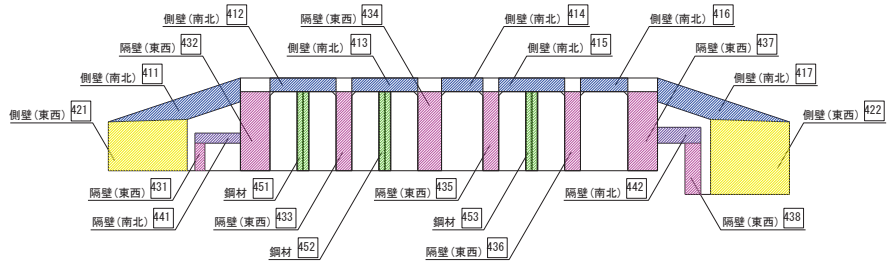 側壁(南北) 412
隔壁(東西) 434
側壁(南北) 414
側壁(南北) 416
隔壁(東西) 432
側壁(南北) 413
側壁(南北) 415
隔壁(東西) 437
側壁(南北) 411
側壁(南北) 417
側壁(東西) 421
側壁(東西) 422
隔壁(東西) 431
鋼材 451
隔壁(東西) 435
隔壁(南北) 442
隔壁(南北) 441
隔壁(東西) 433
鋼材 453
隔壁(東西) 438
鋼材 452
隔壁(東西) 436